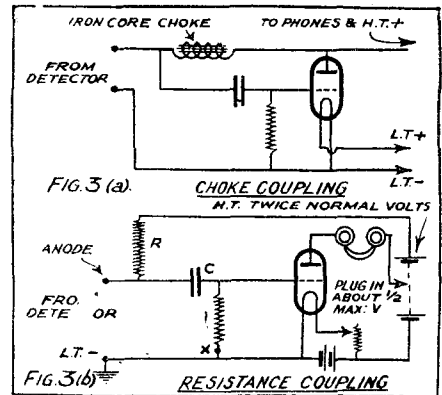 IRON CORE CHOKE
TO PHONES & H.T.+
FROM
DETECTOR
L.T.+
L.T.-
FIG. 3 (a).
CHOKE COUPLING
H.T. TWICE NORMAL VOLTS
ANODE
R
C
PLUG IN
ABOUT 1/2
MAX: V
FRO.
DETE OR
X
L.T.-
FIG. 3(b)
RESISTANCE COUPLING